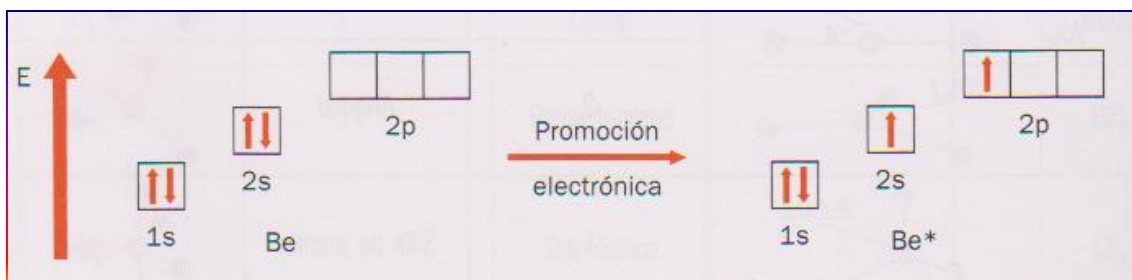 E
1s
2s
2p
Be
Promoción
electrónica
1s
2s
2p
Be*